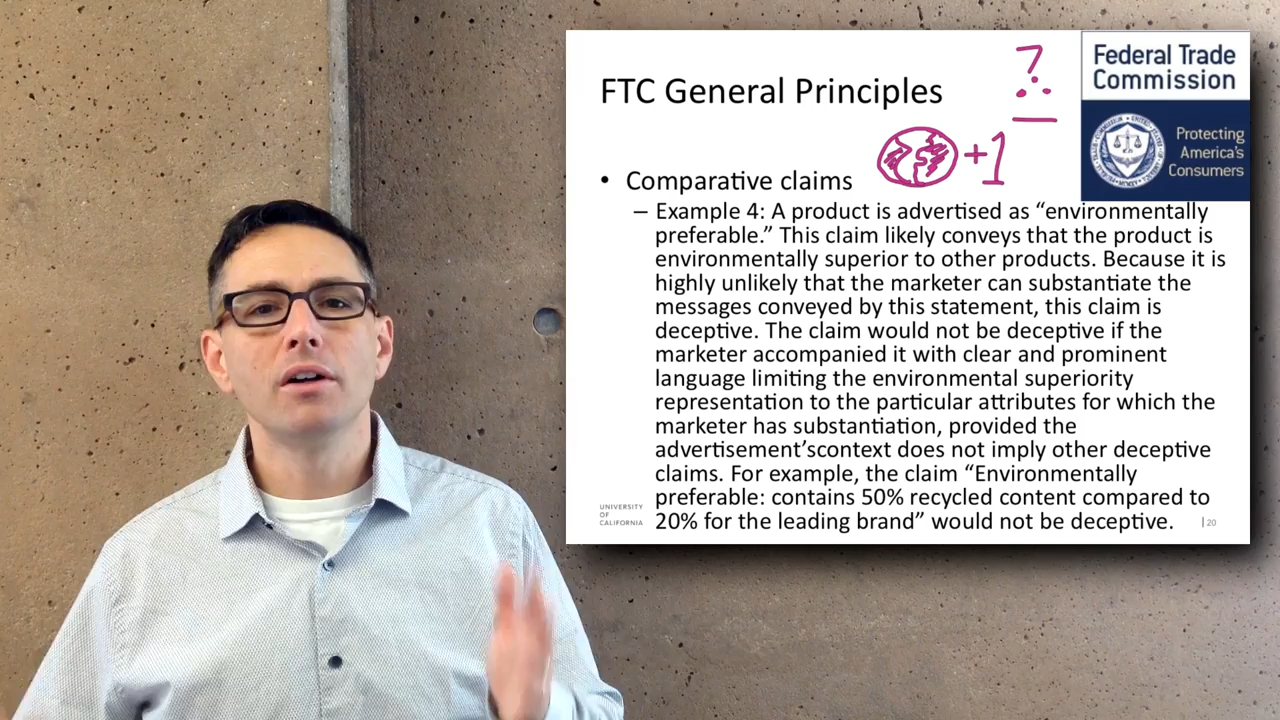 FTC General Principles
?..
+1
Federal Trade
Commission
Protecting
America's
Consumers
• Comparative claims
– Example 4: A product is advertised as “environmentally
preferable.” This claim likely conveys that the product is
environmentally superior to other products. Because it is
highly unlikely that the marketer can substantiate the
messages conveyed by this statement, this claim is
deceptive. The claim would not be deceptive if the
marketer accompanied it with clear and prominent
language limiting the environmental superiority
representation to the particular attributes for which the
marketer has substantiation, provided the
advertisement'scontext does not imply other deceptive
claims. For example, the claim “Environmentally
preferable: contains 50% recycled content compared to
20% for the leading brand” would not be deceptive.
UNIVERSITY
OF
CALIFORNIA
| 20